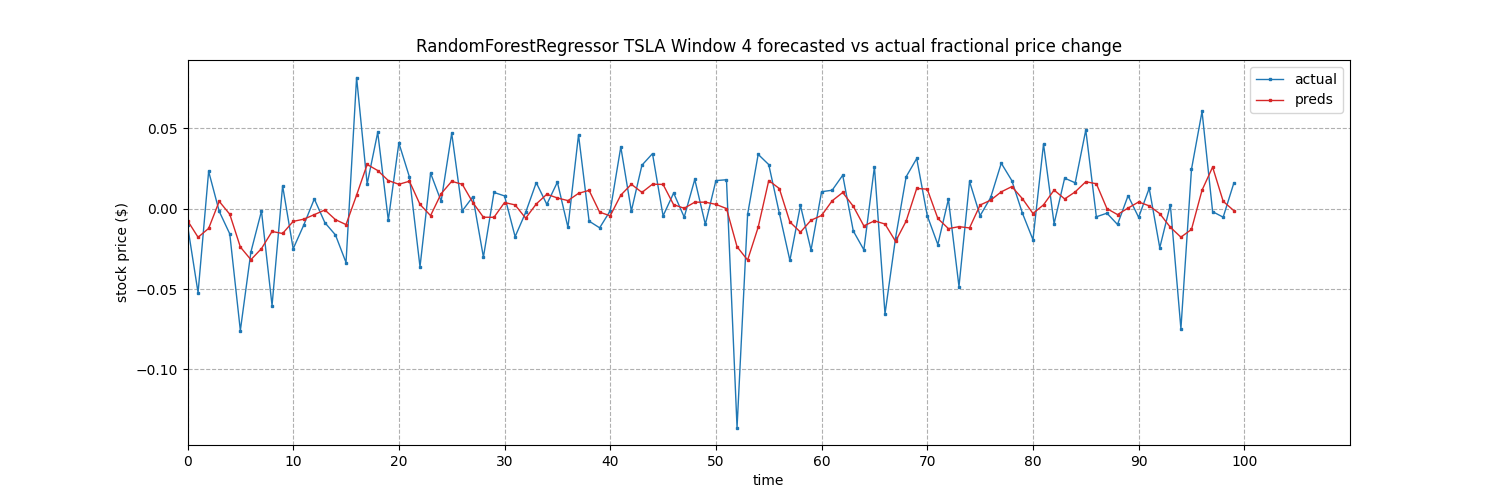 RandomForestRegressor TSLA Window 4 forecasted vs actual fractional price change
actual
preds
stock price ($)
0.05
0.00
−0.05
−0.10
0 10 20 30 40 50 60 70 80 90 100
time